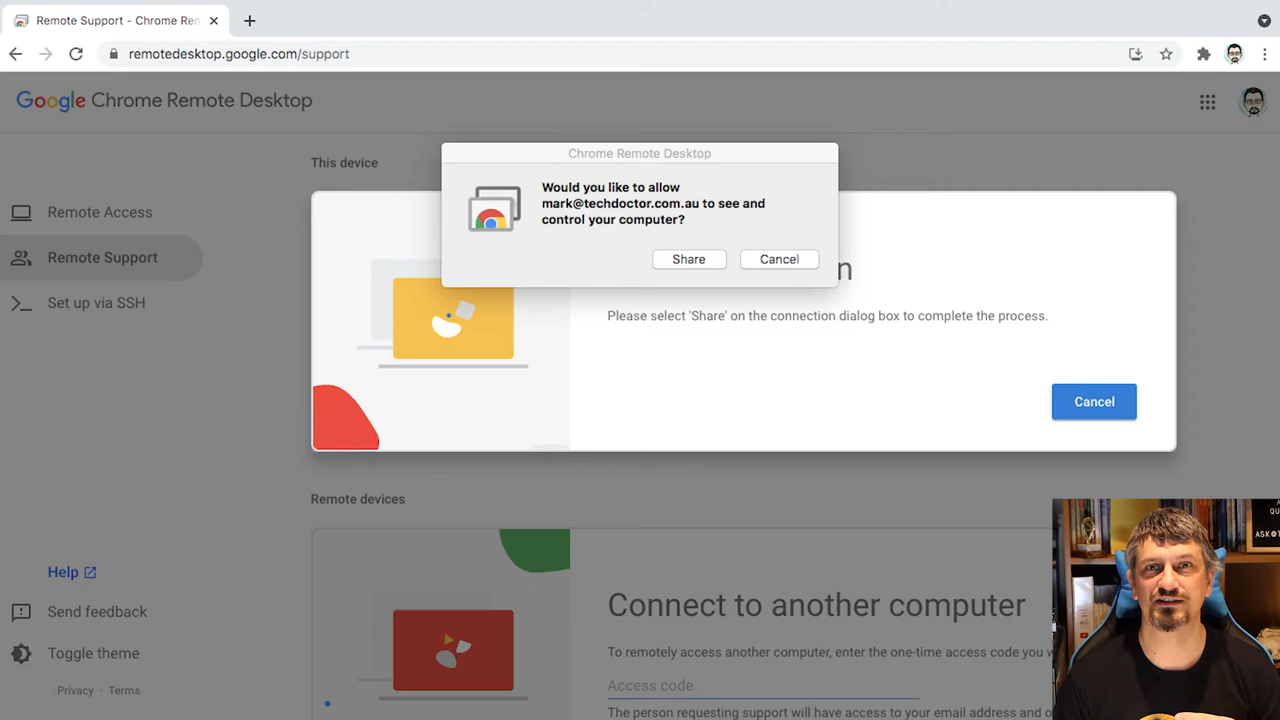 Remote Support - Chrome Rem
remotedesktop.google.com/support
Google Chrome Remote Desktop
This device
Chrome Remote Desktop
Would you like to allow
mark@techdoctor.com.au to see and
control your computer?
Share
Cancel
n
Please select 'Share' on the connection dialog box to complete the process.
Cancel
Remote Access
Remote Support
Set up via SSH
Remote devices
Connect to another computer
To remotely access another computer, enter the one-time access code you w
Access code
The person requesting support will have access to your email address and o
Help
Send feedback
Toggle theme
Privacy · Terms
A
QU
ASK@T